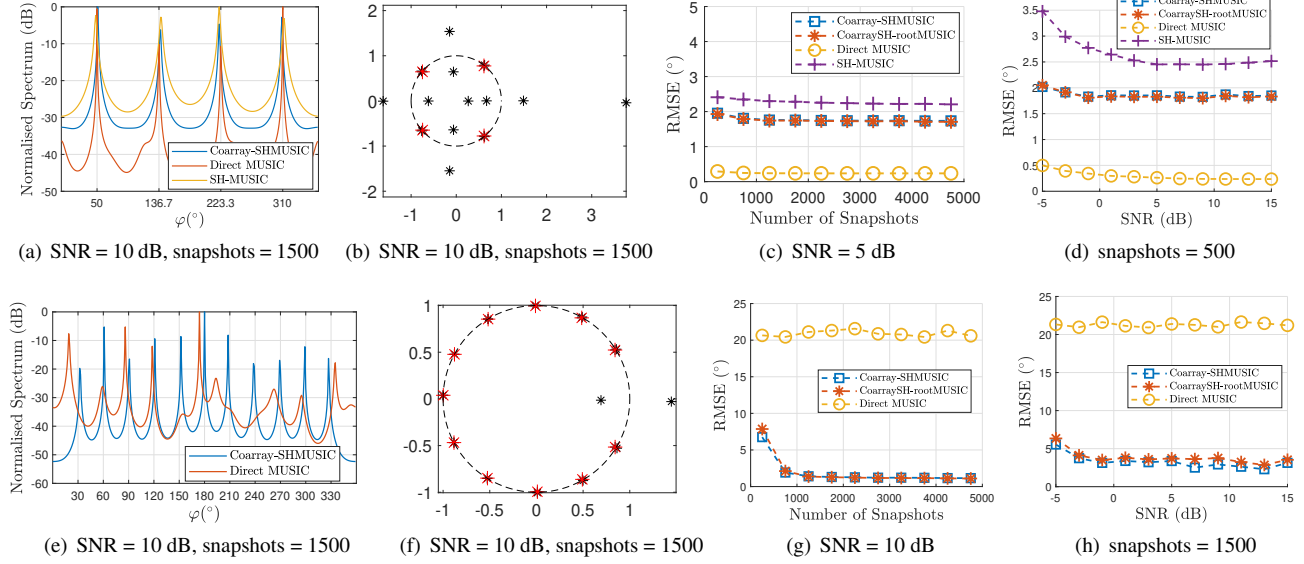 Normalised Spectrum (dB)
0
-10
-20
-30
-40
-50
Coarray-SHMUSIC
Direct MUSIC
SH-MUSIC
50 136.7 223.3 310
φ(°)
(a) SNR = 10 dB, snapshots = 1500
2
1
0
-1
-2
-1 0 1 2 3
(b) SNR = 10 dB, snapshots = 1500
RMSE (°)
5
4
3
2
1
0
Coarray-SHMUSIC
CoarraySH-rootMUSIC
Direct MUSIC
SH-MUSIC
0 1000 2000 3000 4000 5000
Number of Snapshots
(c) SNR = 5 dB
RMSE (°)
3.5
3
2.5
2
1.5
1
0.5
0
Coarray-SHMUSIC
CoarraySH-rootMUSIC
Direct MUSIC
SH-MUSIC
-5 0 5 10 15
SNR (dB)
(d) snapshots = 500
Normalised Spectrum (dB)
0
-10
-20
-30
-40
-50
-60
Coarray-SHMUSIC
Direct MUSIC
30 60 90 120 150 180 210 240 270 300 330
φ(°)
(e) SNR = 10 dB, snapshots = 1500
1
0.5
0
-0.5
-1
-1 -0.5 0 0.5 1
(f) SNR = 10 dB, snapshots = 1500
RMSE (°)
25
20
15
10
5
0
Coarray-SHMUSIC
CoarraySH-rootMUSIC
Direct MUSIC
0 1000 2000 3000 4000 5000
Number of Snapshots
(g) SNR = 10 dB
RMSE (°)
25
20
15
10
5
0
Coarray-SHMUSIC
CoarraySH-rootMUSIC
Direct MUSIC
-5 0 5 10 15
SNR (dB)
(h) snapshots = 1500